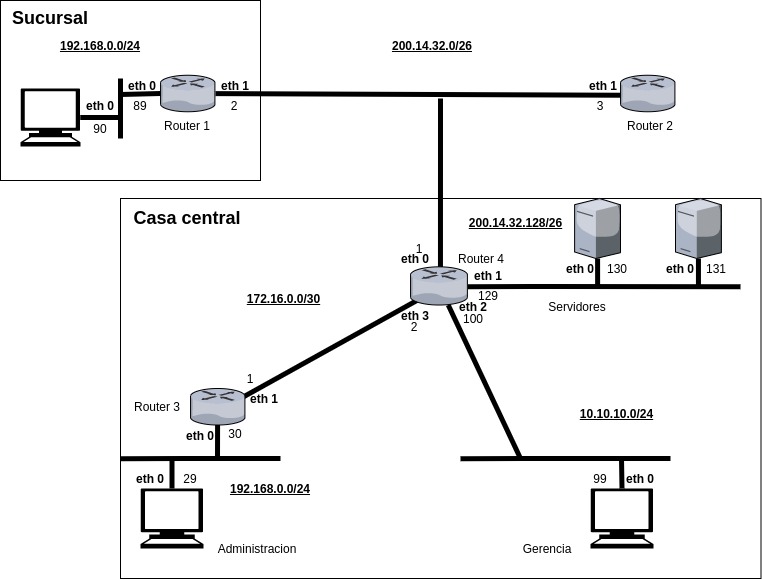 Sucursal
192.168.0.0/24
200.14.32.0/26
eth 0
eth 1
eth 1
eth 0
89
2
3
90
Router 1
Router 2
Casa central
200.14.32.128/26
1
eth 0
Router 4
eth 0
130
eth 0
131
eth 1
129
172.16.0.0/30
eth 2
Servidores
eth 3
100
2
1
eth 1
Router 3
10.10.10.0/24
eth 0
30
eth 0
29
99
eth 0
192.168.0.0/24
Administracion
Gerencia